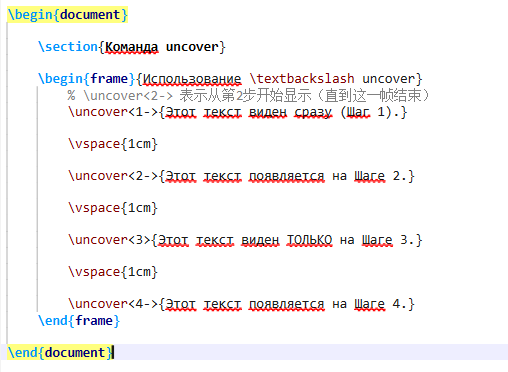 \begin{document}
\section{Команда uncover}
\begin{frame}{Использование \textbackslash uncover}
% \uncover<2-> 表示从第2步开始显示（直到这一帧结束）
\uncover<1->{Этот текст виден сразу (Шаг 1).}
\vspace{1cm}
\uncover<2->{Этот текст появляется на Шаге 2.}
\vspace{1cm}
\uncover<3>{Этот текст виден ТОЛЬКО на Шаге 3.}
\vspace{1cm}
\uncover<4->{Этот текст появляется на Шаге 4.}
\end{frame}
\end{document}